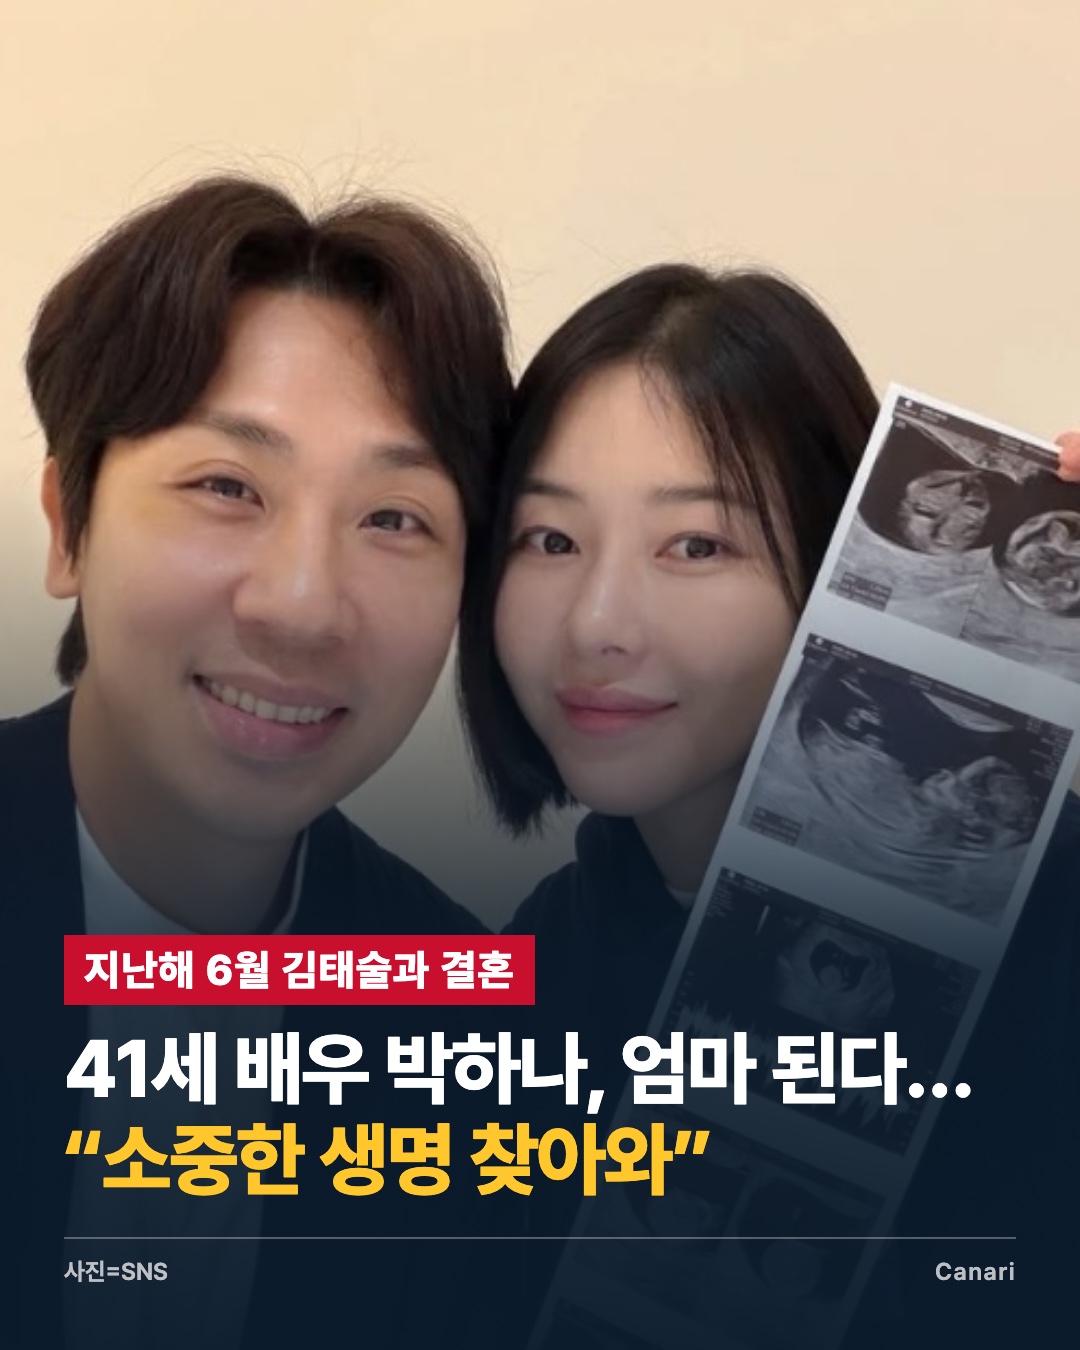 지난해 6월 김태술과 결혼
41세 배우 박하나, 엄마 된다...
“소중한 생명 찾아와”
사진=SNS
Canari